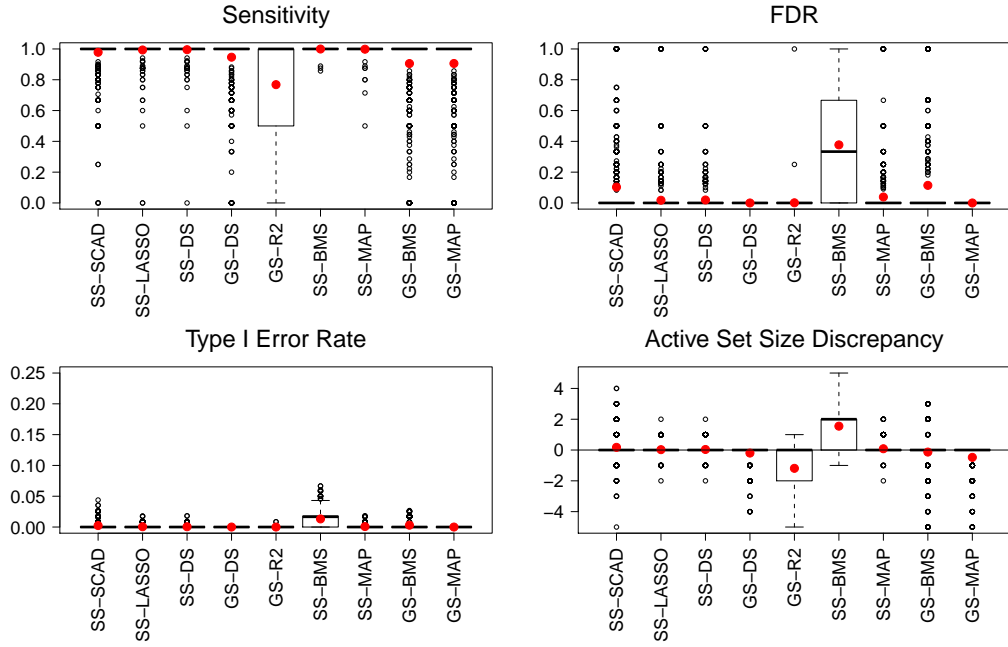 Sensitivity
1.0
0.8
0.6
0.4
0.2
0.0
SS−SCAD
SS−LASSO
SS−DS
GS−DS
GS−R2
SS−BMS
SS−MAP
GS−BMS
GS−MAP
FDR
1.0
0.8
0.6
0.4
0.2
0.0
SS−SCAD
SS−LASSO
SS−DS
GS−DS
GS−R2
SS−BMS
SS−MAP
GS−BMS
GS−MAP
Type I Error Rate
0.25
0.20
0.15
0.10
0.05
0.00
SS−SCAD
SS−LASSO
SS−DS
GS−DS
GS−R2
SS−BMS
SS−MAP
GS−BMS
GS−MAP
Active Set Size Discrepancy
4
2
0
−2
−4
SS−SCAD
SS−LASSO
SS−DS
GS−DS
GS−R2
SS−BMS
SS−MAP
GS−BMS
GS−MAP